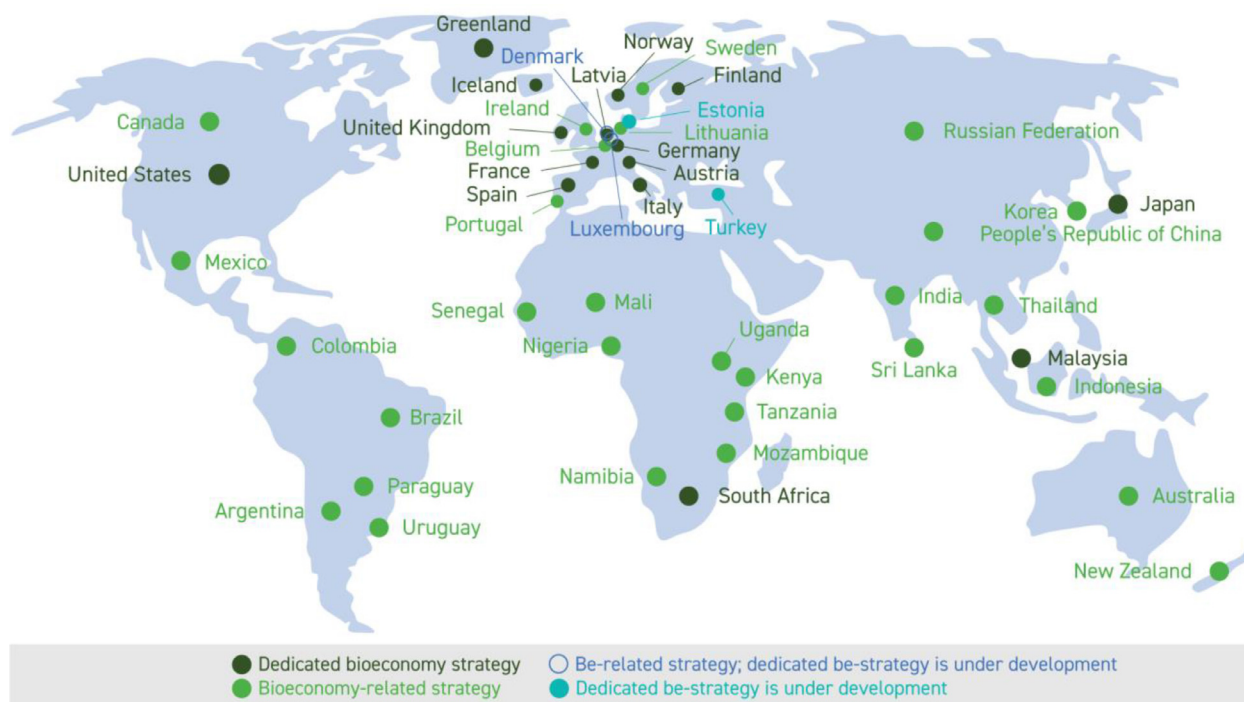 Greenland
Norway
Sweden
Denmark
Latvia
Finland
Iceland
Ireland
Estonia
Canada
United Kingdom
Lithuania
Russian Federation
Belgium
Germany
United States
France
Austria
Spain
Italy
Japan
Portugal
Luxembourg
Turkey
Korea
People's Republic of China
Mexico
Senegal
Mali
India
Thailand
Colombia
Nigeria
Uganda
Sri Lanka
Malaysia
Kenya
Indonesia
Brazil
Tanzania
Mozambique
Namibia
Paraguay
South Africa
Australia
Argentina
Uruguay
New Zealand
Dedicated bioeconomy strategy
Be-related strategy; dedicated be-strategy is under development
Bioeconomy-related strategy
Dedicated be-strategy is under development